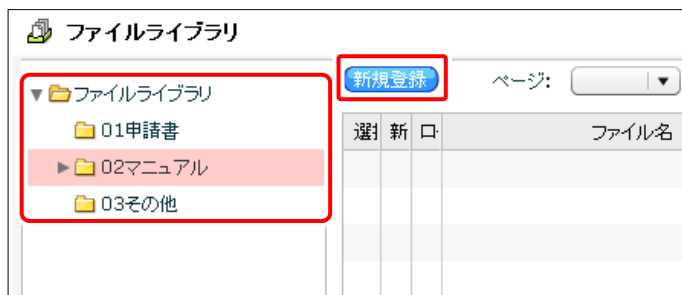 ファイルライブラリ
新規登録 ページ:
ファイルライブラリ
01申請書
02マニュアル
03その他
選 新 ロ ファイル名